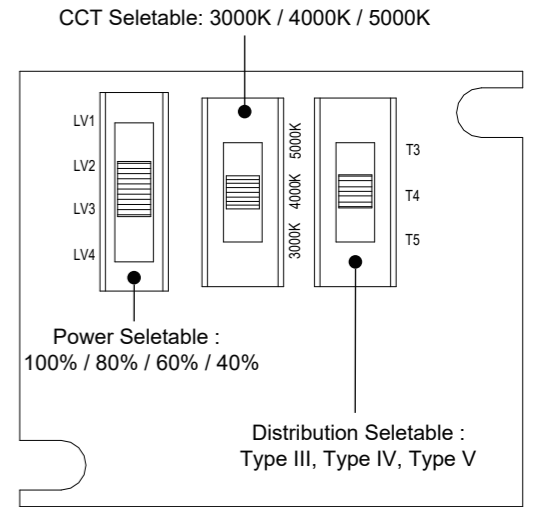 CCT Seletable: 3000K / 4000K / 5000K
LV1
LV2
LV3
LV4
5000K
4000K
3000K
T3
T4
T5
Power Seletable :
100% / 80% / 60% / 40%
Distribution Seletable :
Type III, Type IV, Type V